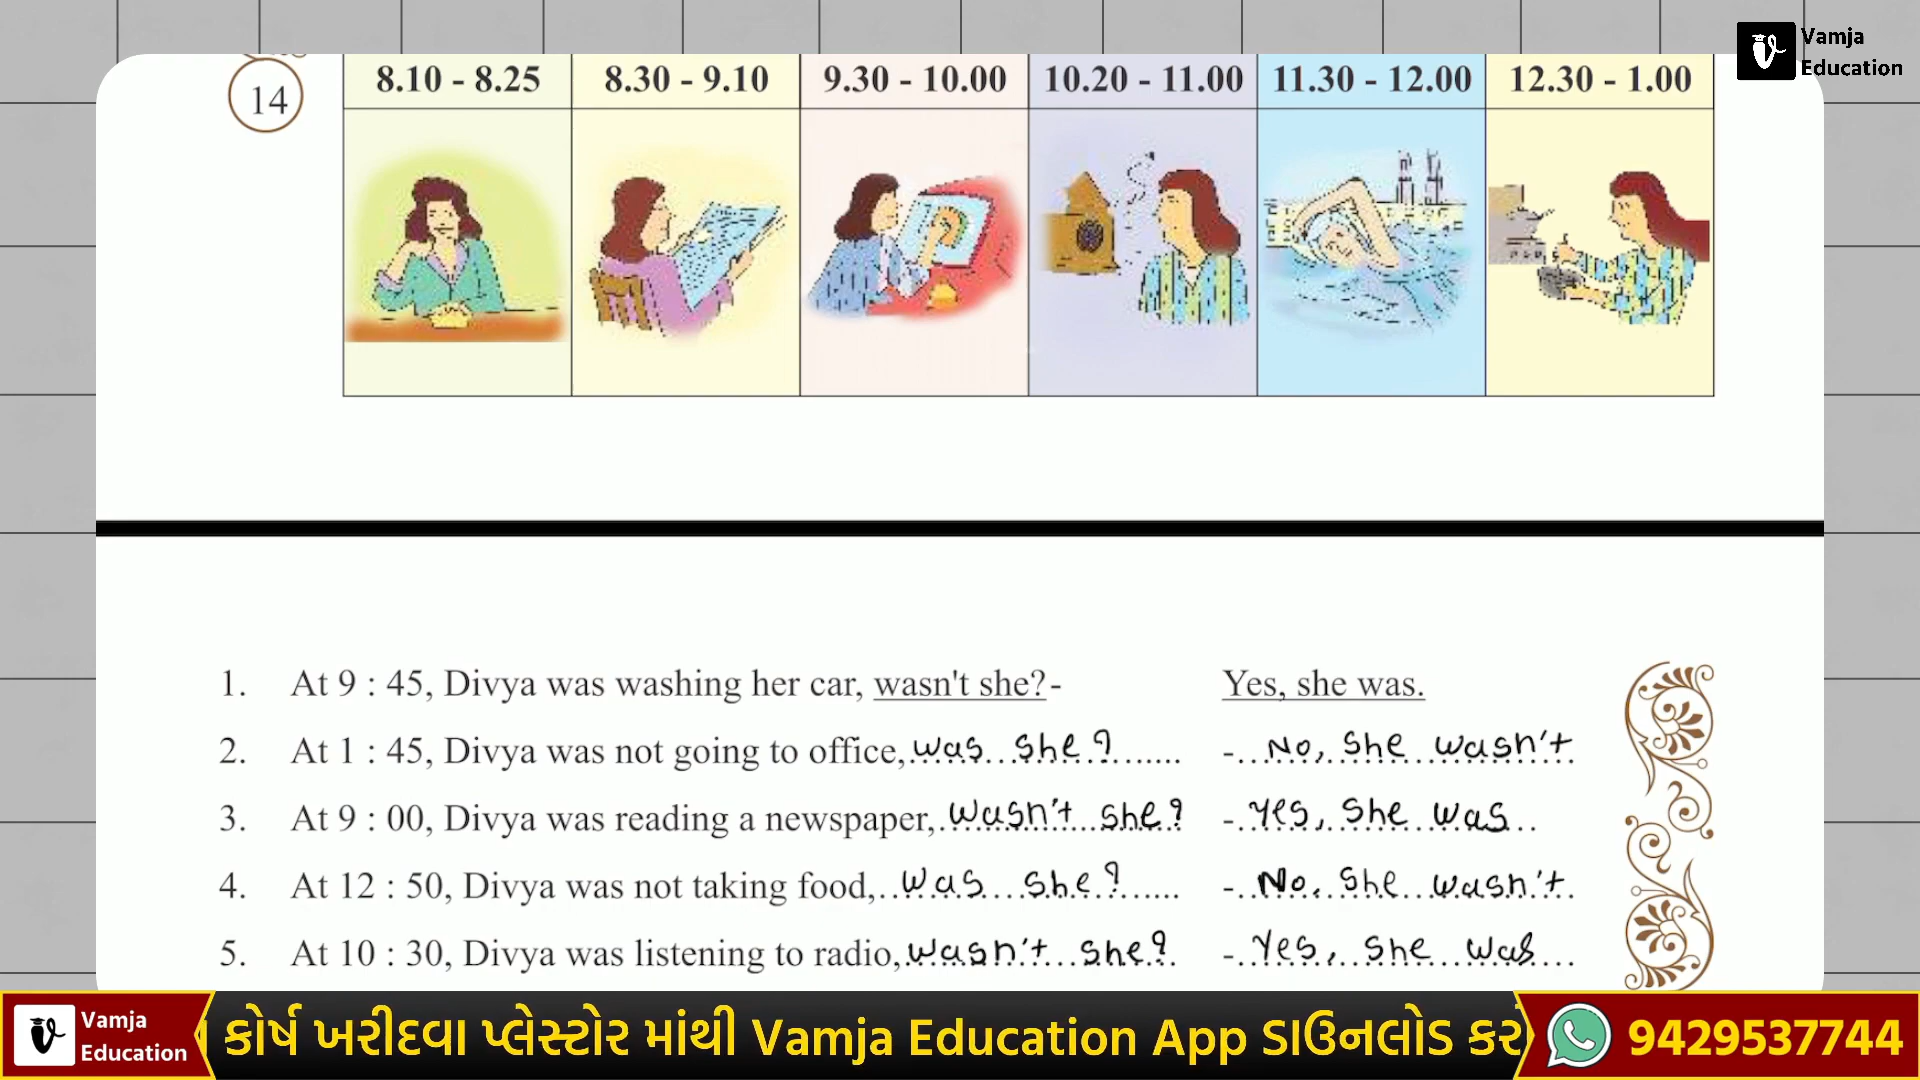 Vamja
Education
14
8.10 - 8.25 8.30 - 9.10 9.30 - 10.00 10.20 - 11.00 11.30 - 12.00 12.30 - 1.00
1. At 9 : 45, Divya was washing her car, wasn't she?- Yes, she was.
2. At 1 : 45, Divya was not going to office, was she? - No, she wasn't
3. At 9 : 00, Divya was reading a newspaper, wasn't she? - Yes, she was
4. At 12 : 50, Divya was not taking food, was she? - No, she wasn't.
5. At 10 : 30, Divya was listening to radio, wasn't she? - Yes, she was
Vamja
Education
કોર્ષ ખરીદવા પ્લેસ્ટોર માંથી Vamja Education App ડાઉનલોડ કરો
9429537744